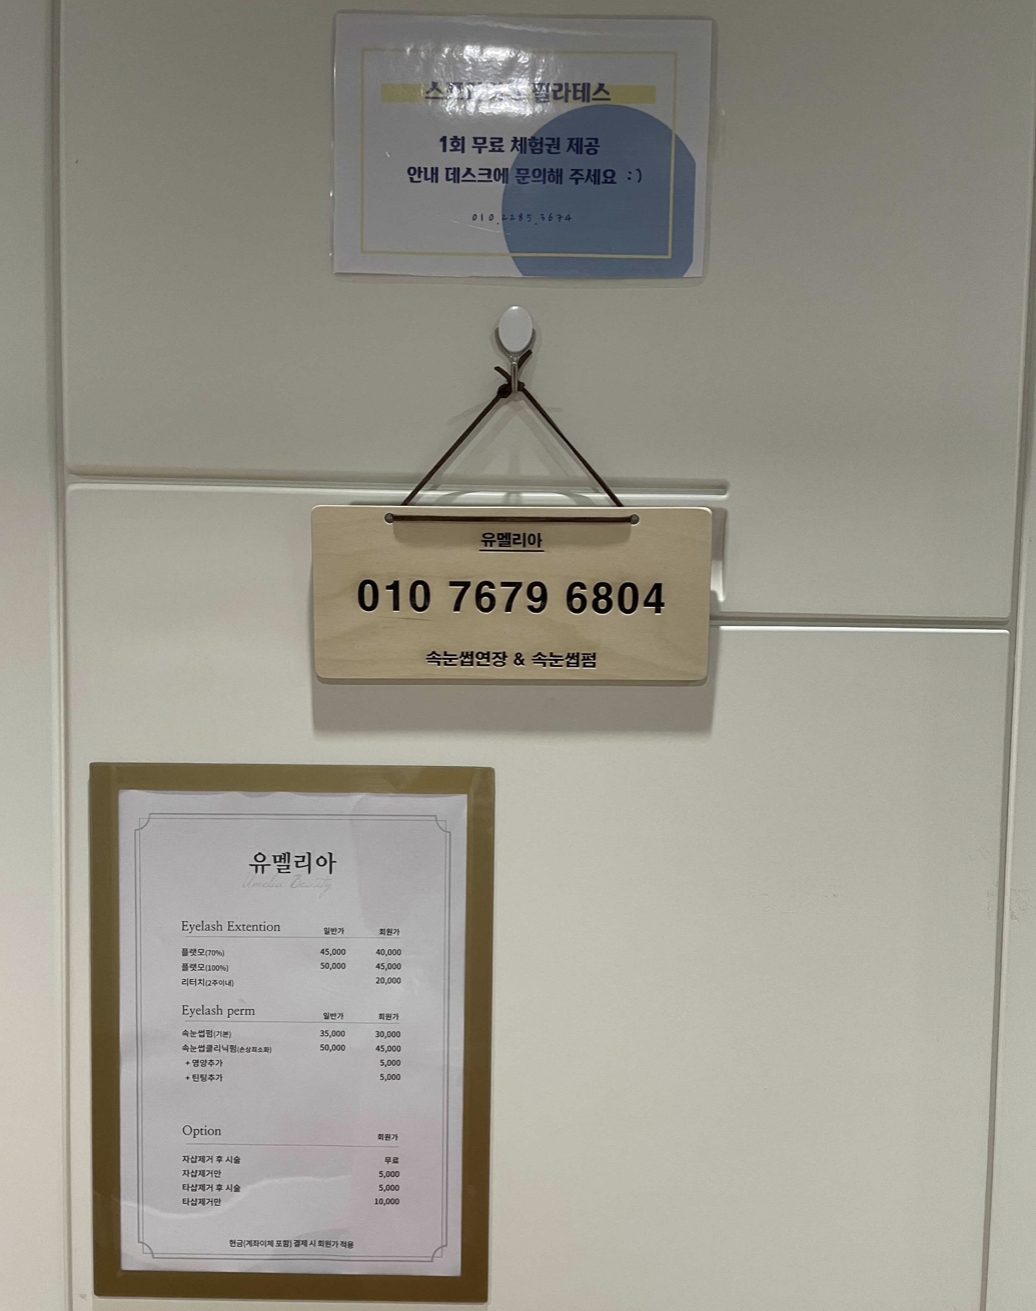 필라테스
1회 무료 체험권 제공
안내 데스크에 문의해 주세요 :)
010.2285.7674
유멜리아
010 7679 6804
속눈썹연장 & 속눈썹펌
유멜리아
Amelia Beauty
Eyelash Extention 일반가 회원가
플랫모(70%) 45,000 40,000
플랫모(100%) 50,000 45,000
리터치(2주이내) 20,000
Eyelash perm 일반가 회원가
속눈썹펌(기본) 35,000 30,000
속눈썹클리닉펌(손상최소화) 50,000 45,000
+ 영양추가 5,000
+ 틴팅추가 5,000
Option 회원가
자샵제거 후 시술 무료
자샵제거만 5,000
타샵제거 후 시술 5,000
타샵제거만 10,000
현금(계좌이체 포함) 결제 시 회원가 적용